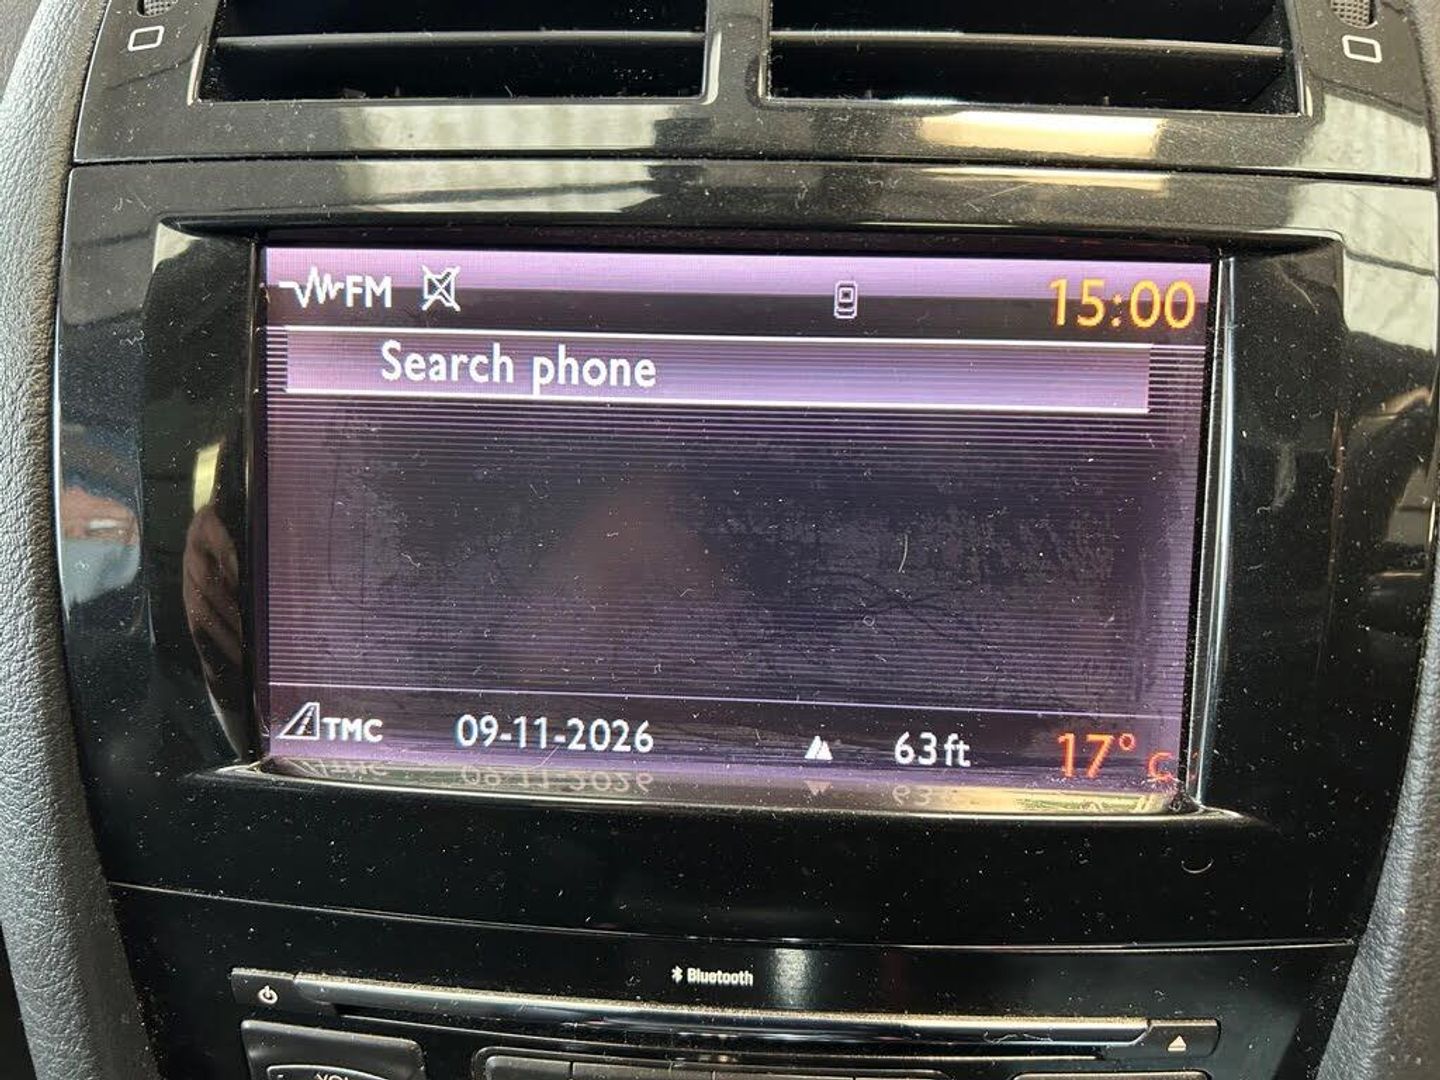 FM 15:00
Search phone
TMC 09-11-2026 63ft 17° c
Bluetooth